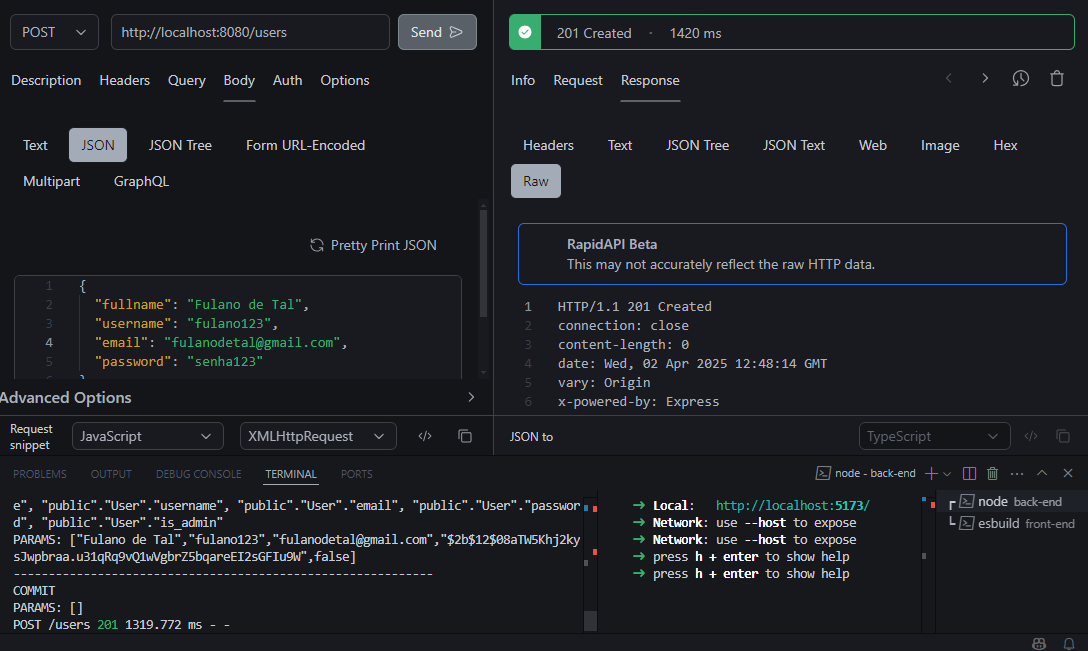 POST
http://localhost:8080/users
Send
Description Headers Query Body Auth Options
Text JSON JSON Tree Form URL-Encoded
Multipart GraphQL
Pretty Print JSON
1 {
2 "fullname": "Fulano de Tal",
3 "username": "fulano123",
4 "email": "fulanodetal@gmail.com",
5 "password": "senha123"
Advanced Options
Request snippet
JavaScript
XMLHttpRequest
201 Created · 1420 ms
Info Request Response
Headers Text JSON Tree JSON Text Web Image Hex
Raw
RapidAPI Beta
This may not accurately reflect the raw HTTP data.
1 HTTP/1.1 201 Created
2 connection: close
3 content-length: 0
4 date: Wed, 02 Apr 2025 12:48:14 GMT
5 vary: Origin
6 x-powered-by: Express
JSON to
TypeScript
PROBLEMS OUTPUT DEBUG CONSOLE TERMINAL PORTS
node - back-end
e", "public"."User"."username", "public"."User"."email", "public"."User"."passwor
d", "public"."User"."is_admin"
PARAMS: ["Fulano de Tal","fulano123","fulanodetal@gmail.com","$2b$12$08aTW5Khj2ky
sJwpbraa.u31qRq9vQ1wVgbrZ5bqareEI2sGFIu9W",false]
------------------------------------------------------------
COMMIT
PARAMS: []
POST /users 201 1319.772 ms - -
➜ Local: http://localhost:5173/
➜ Network: use --host to expose
➜ Network: use --host to expose
➜ press h + enter to show help
➜ press h + enter to show help
node back-end
esbuild front-end